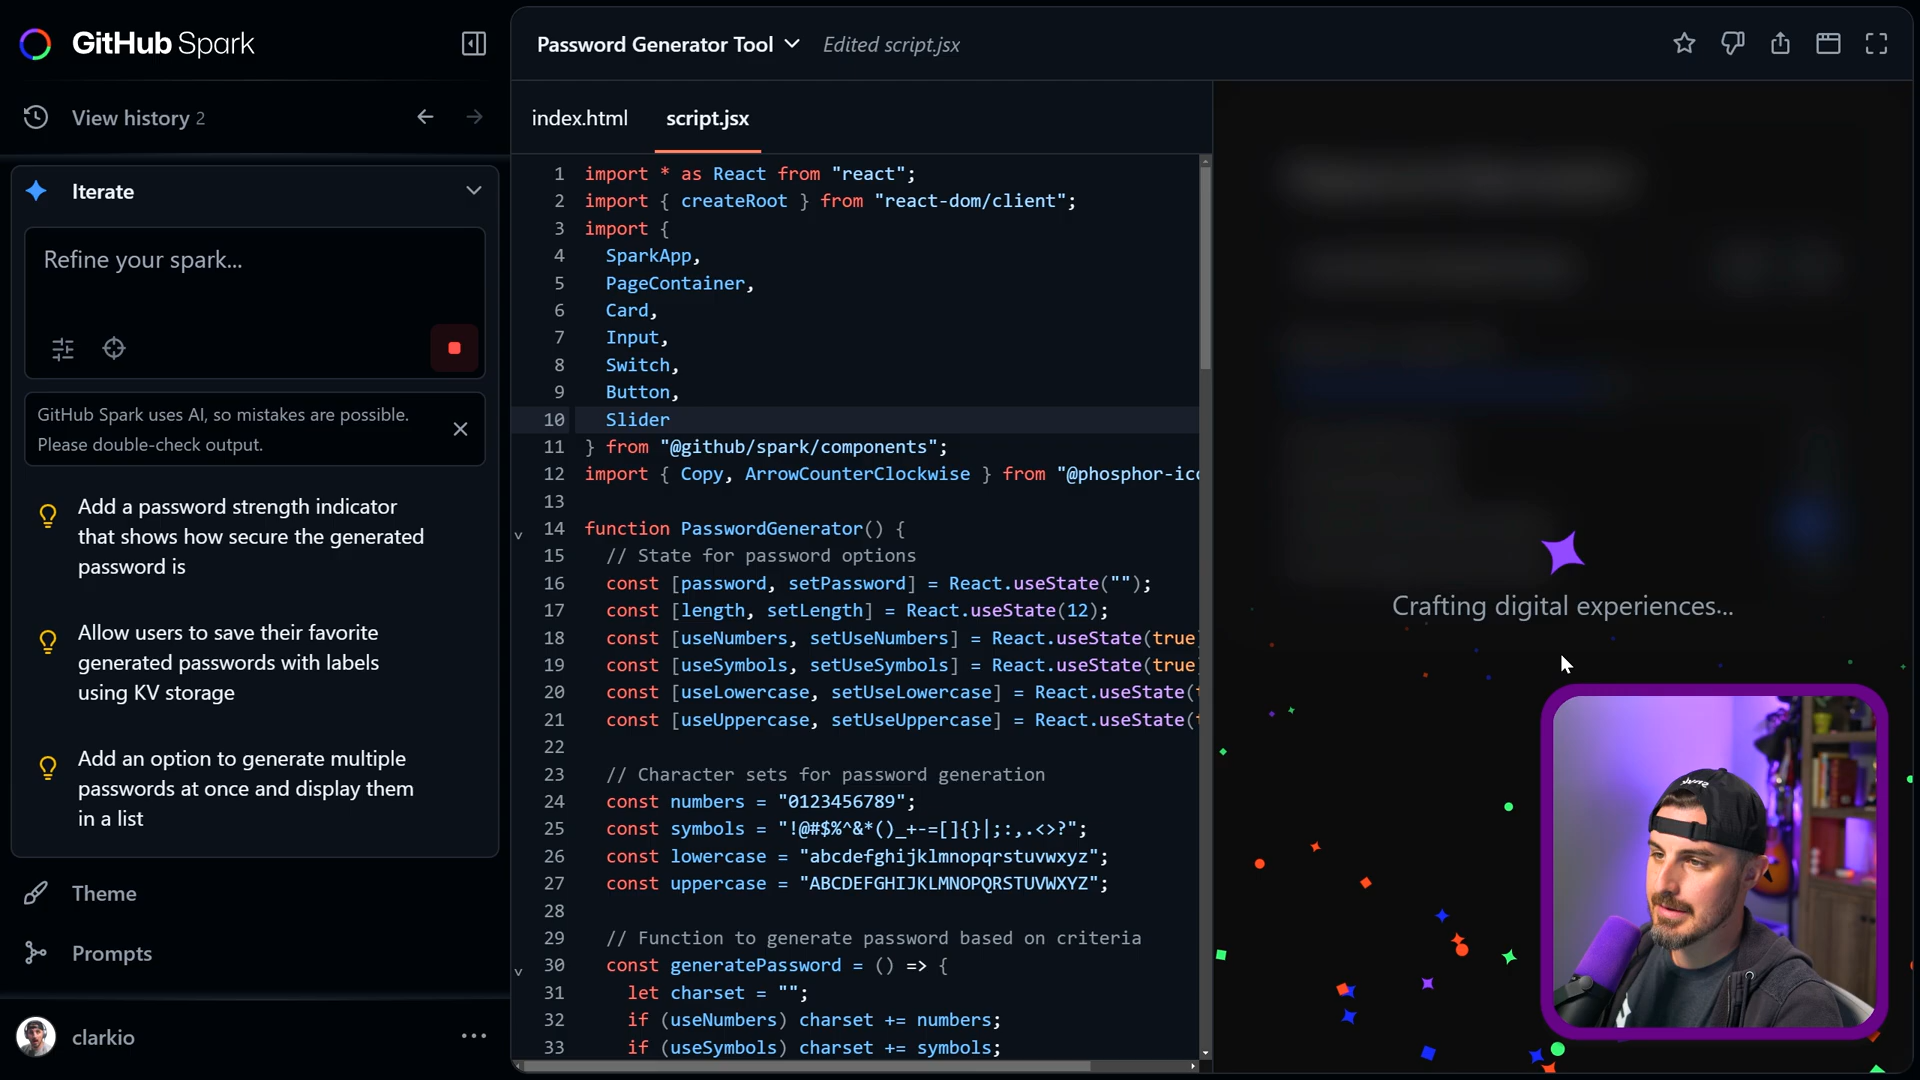 GitHub Spark
View history 2
Iterate
Refine your spark...
GitHub Spark uses AI, so mistakes are possible.
Please double-check output.
Add a password strength indicator
that shows how secure the generated
password is
Allow users to save their favorite
generated passwords with labels
using KV storage
Add an option to generate multiple
passwords at once and display them
in a list
Theme
Prompts
clarkio
Password Generator Tool
Edited script.jsx
index.html
script.jsx
1 import * as React from "react";
2 import { createRoot } from "react-dom/client";
3 import {
4 SparkApp,
5 PageContainer,
6 Card,
7 Input,
8 Switch,
9 Button,
10 Slider
11 } from "@github/spark/components";
12 import { Copy, ArrowCounterClockwise } from "@phosphor-ic
13
14 function PasswordGenerator() {
15 // State for password options
16 const [password, setPassword] = React.useState("");
17 const [length, setLength] = React.useState(12);
18 const [useNumbers, setUseNumbers] = React.useState(true
19 const [useSymbols, setUseSymbols] = React.useState(true
20 const [useLowercase, setUseLowercase] = React.useState(
21 const [useUppercase, setUseUppercase] = React.useState(
22
23 // Character sets for password generation
24 const numbers = "0123456789";
25 const symbols = "!@#$%^&*()_+-=[]{}|;:,.<>?";
26 const lowercase = "abcdefghijklmnopqrstuvwxyz";
27 const uppercase = "ABCDEFGHIJKLMNOPQRSTUVWXYZ";
28
29 // Function to generate password based on criteria
30 const generatePassword = () => {
31 let charset = "";
32 if (useNumbers) charset += numbers;
33 if (useSymbols) charset += symbols;
Crafting digital experiences...